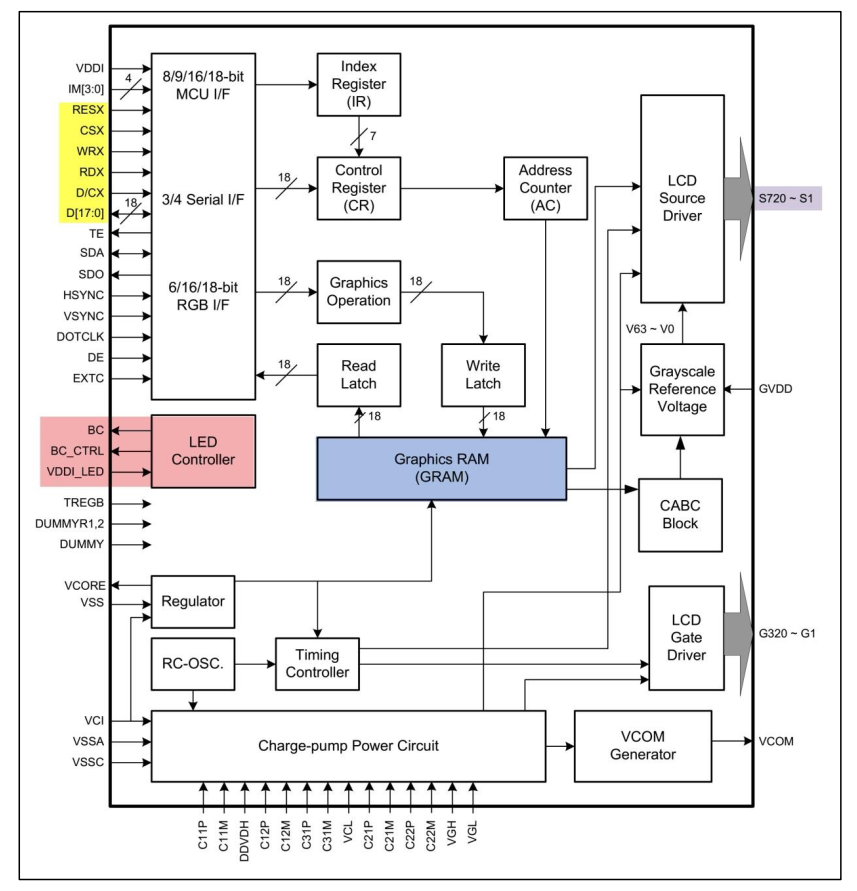 VDDI
IM[3:0]
4
RESX
CSX
WRX
RDX
D/CX
D[17:0]
18
TE
SDA
SDO
HSYNC
VSYNC
DOTCLK
DE
EXTC
8/9/16/18-bit
MCU I/F
3/4 Serial I/F
6/16/18-bit
RGB I/F
Index
Register
(IR)
7
18
Control
Register
(CR)
Address
Counter
(AC)
18
Graphics
Operation
18
18
Read
Latch
Write
Latch
18
18
Graphics RAM
(GRAM)
LCD
Source
Driver
S720 ~ S1
V63 ~ V0
Grayscale
Reference
Voltage
GVDD
CABC
Block
BC
BC_CTRL
VDDI_LED
LED
Controller
TREGB
DUMMYR1,2
DUMMY
VCORE
VSS
Regulator
RC-OSC.
Timing
Controller
LCD
Gate
Driver
G320 ~ G1
VCI
VSSA
VSSC
Charge-pump Power Circuit
VCOM
Generator
VCOM
C11P
C11M
DDVDH
C12P
C12M
C31P
C31M
VCL
C21P
C21M
C22P
C22M
VGH
VGL